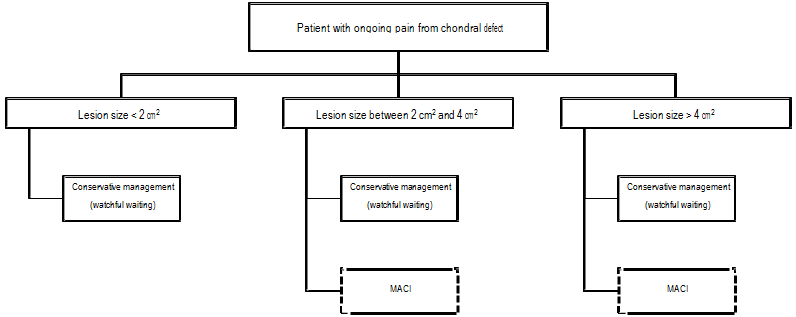 Patient with ongoing pain from chondral defect
Lesion size < 2 cm²
Lesion size between 2 cm² and 4 cm²
Lesion size > 4 cm²
Conservative management
(watchful waiting)
Conservative management
(watchful waiting)
Conservative management
(watchful waiting)
MACI
MACI